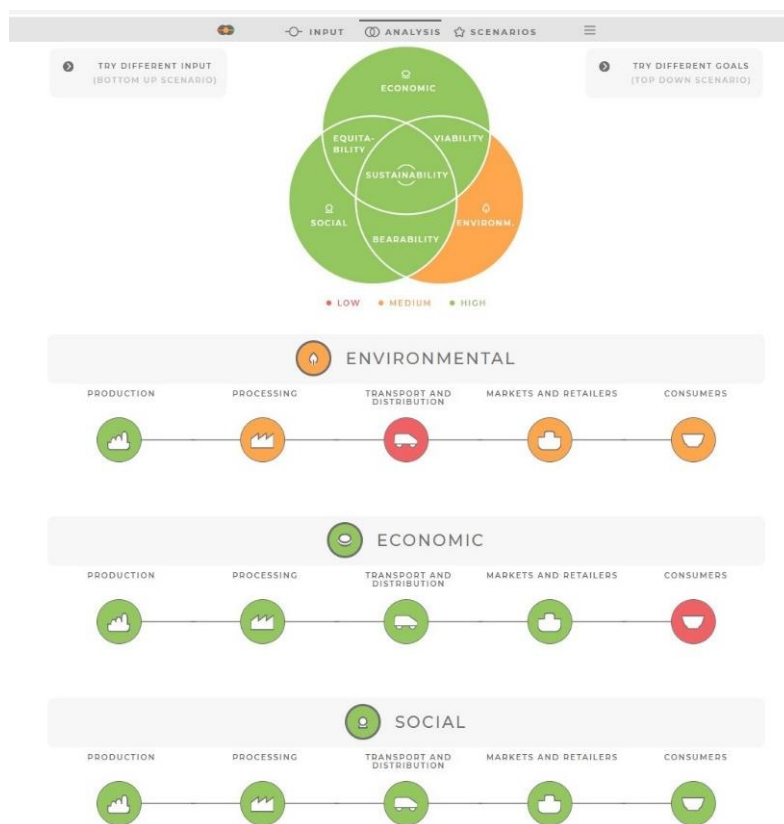 INPUT ANALYSIS SCENARIOS
TRY DIFFERENT INPUT
(BOTTOM UP SCENARIO)
TRY DIFFERENT GOALS
(TOP DOWN SCENARIO)
ECONOMIC
EQUITA-
BILITY
VIABILITY
SUSTAINABILITY
SOCIAL
ENVIRONM.
BEARABILITY
LOW MEDIUM HIGH
ENVIRONMENTAL
PRODUCTION
PROCESSING
TRANSPORT AND
DISTRIBUTION
MARKETS AND RETAILERS
CONSUMERS
ECONOMIC
PRODUCTION
PROCESSING
TRANSPORT AND
DISTRIBUTION
MARKETS AND RETAILERS
CONSUMERS
SOCIAL
PRODUCTION
PROCESSING
TRANSPORT AND
DISTRIBUTION
MARKETS AND RETAILERS
CONSUMERS